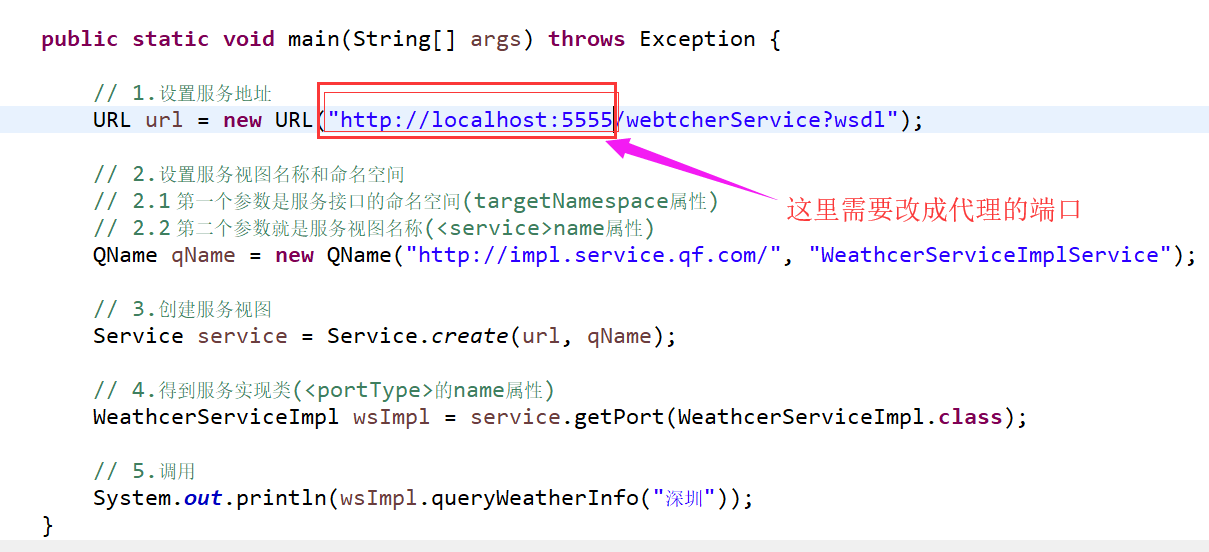 public static void main(String[] args) throws Exception {
// 1.设置服务地址
URL url = new URL("http://localhost:5555/webtcherService?wsdl");
// 2.设置服务视图名称和命名空间
// 2.1 第一个参数是服务接口的命名空间(targetNamespace属性)
这里需要改成代理的端口
// 2.2 第二个参数就是服务视图名称(<service>name属性)
QName qName = new QName("http://impl.service.qf.com/", "WeathcerServiceImplService");
// 3.创建服务视图
Service service = Service.create(url, qName);
// 4.得到服务实现类(<portType>的name属性)
WeathcerServiceImpl wsImpl = service.getPort(WeathcerServiceImpl.class);
// 5.调用
System.out.println(wsImpl.queryWeatherInfo("深圳"));
}